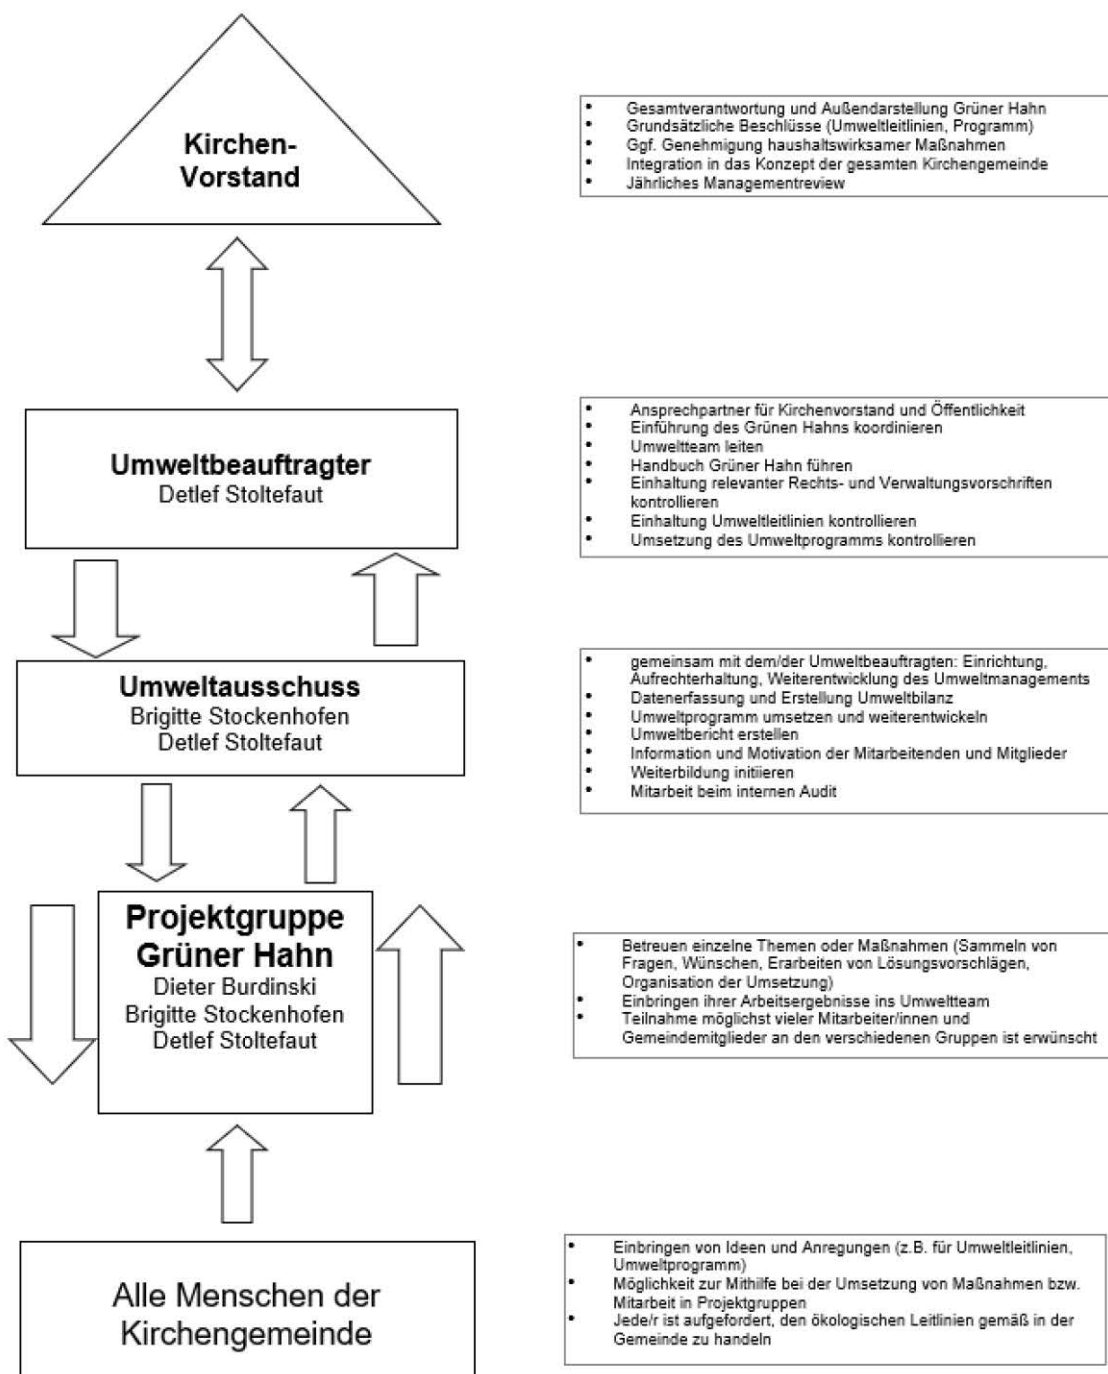 Kirchen-
Vorstand
• Gesamtverantwortung und Außendarstellung Grüner Hahn
• Grundsätzliche Beschlüsse (Umweltleitlinien, Programm)
• Ggf. Genehmigung haushaltswirksamer Maßnahmen
• Integration in das Konzept der gesamten Kirchengemeinde
• Jährliches Managementreview
Umweltbeauftragter
Detlef Stoltefaut
• Ansprechpartner für Kirchenvorstand und Öffentlichkeit
• Einführung des Grünen Hahns koordinieren
• Umweltteam leiten
• Handbuch Grüner Hahn führen
• Einhaltung relevanter Rechts- und Verwaltungsvorschriften
kontrollieren
• Einhaltung Umweltleitlinien kontrollieren
• Umsetzung des Umweltprogramms kontrollieren
Umweltausschuss
Brigitte Stockenhofen
Detlef Stoltefaut
• gemeinsam mit dem/der Umweltbeauftragten: Einrichtung,
Aufrechterhaltung, Weiterentwicklung des Umweltmanagements
• Datenerfassung und Erstellung Umweltbilanz
• Umweltprogramm umsetzen und weiterentwickeln
• Umweltbericht erstellen
• Information und Motivation der Mitarbeitenden und Mitglieder
• Weiterbildung initiieren
• Mitarbeit beim internen Audit
Projektgruppe
Grüner Hahn
Dieter Burdinski
Brigitte Stockenhofen
Detlef Stoltefaut
• Betreuen einzelne Themen oder Maßnahmen (Sammeln von
Fragen, Wünschen, Erarbeiten von Lösungsvorschlägen,
Organisation der Umsetzung)
• Einbringen ihrer Arbeitsergebnisse ins Umweltteam
• Teilnahme möglichst vieler Mitarbeiter/innen und
Gemeindemitglieder an den verschiedenen Gruppen ist erwünscht
Alle Menschen der
Kirchengemeinde
• Einbringen von Ideen und Anregungen (z.B. für Umweltleitlinien,
Umweltprogramm)
• Möglichkeit zur Mithilfe bei der Umsetzung von Maßnahmen bzw.
Mitarbeit in Projektgruppen
• Jede/r ist aufgefordert, den ökologischen Leitlinien gemäß in der
Gemeinde zu handeln